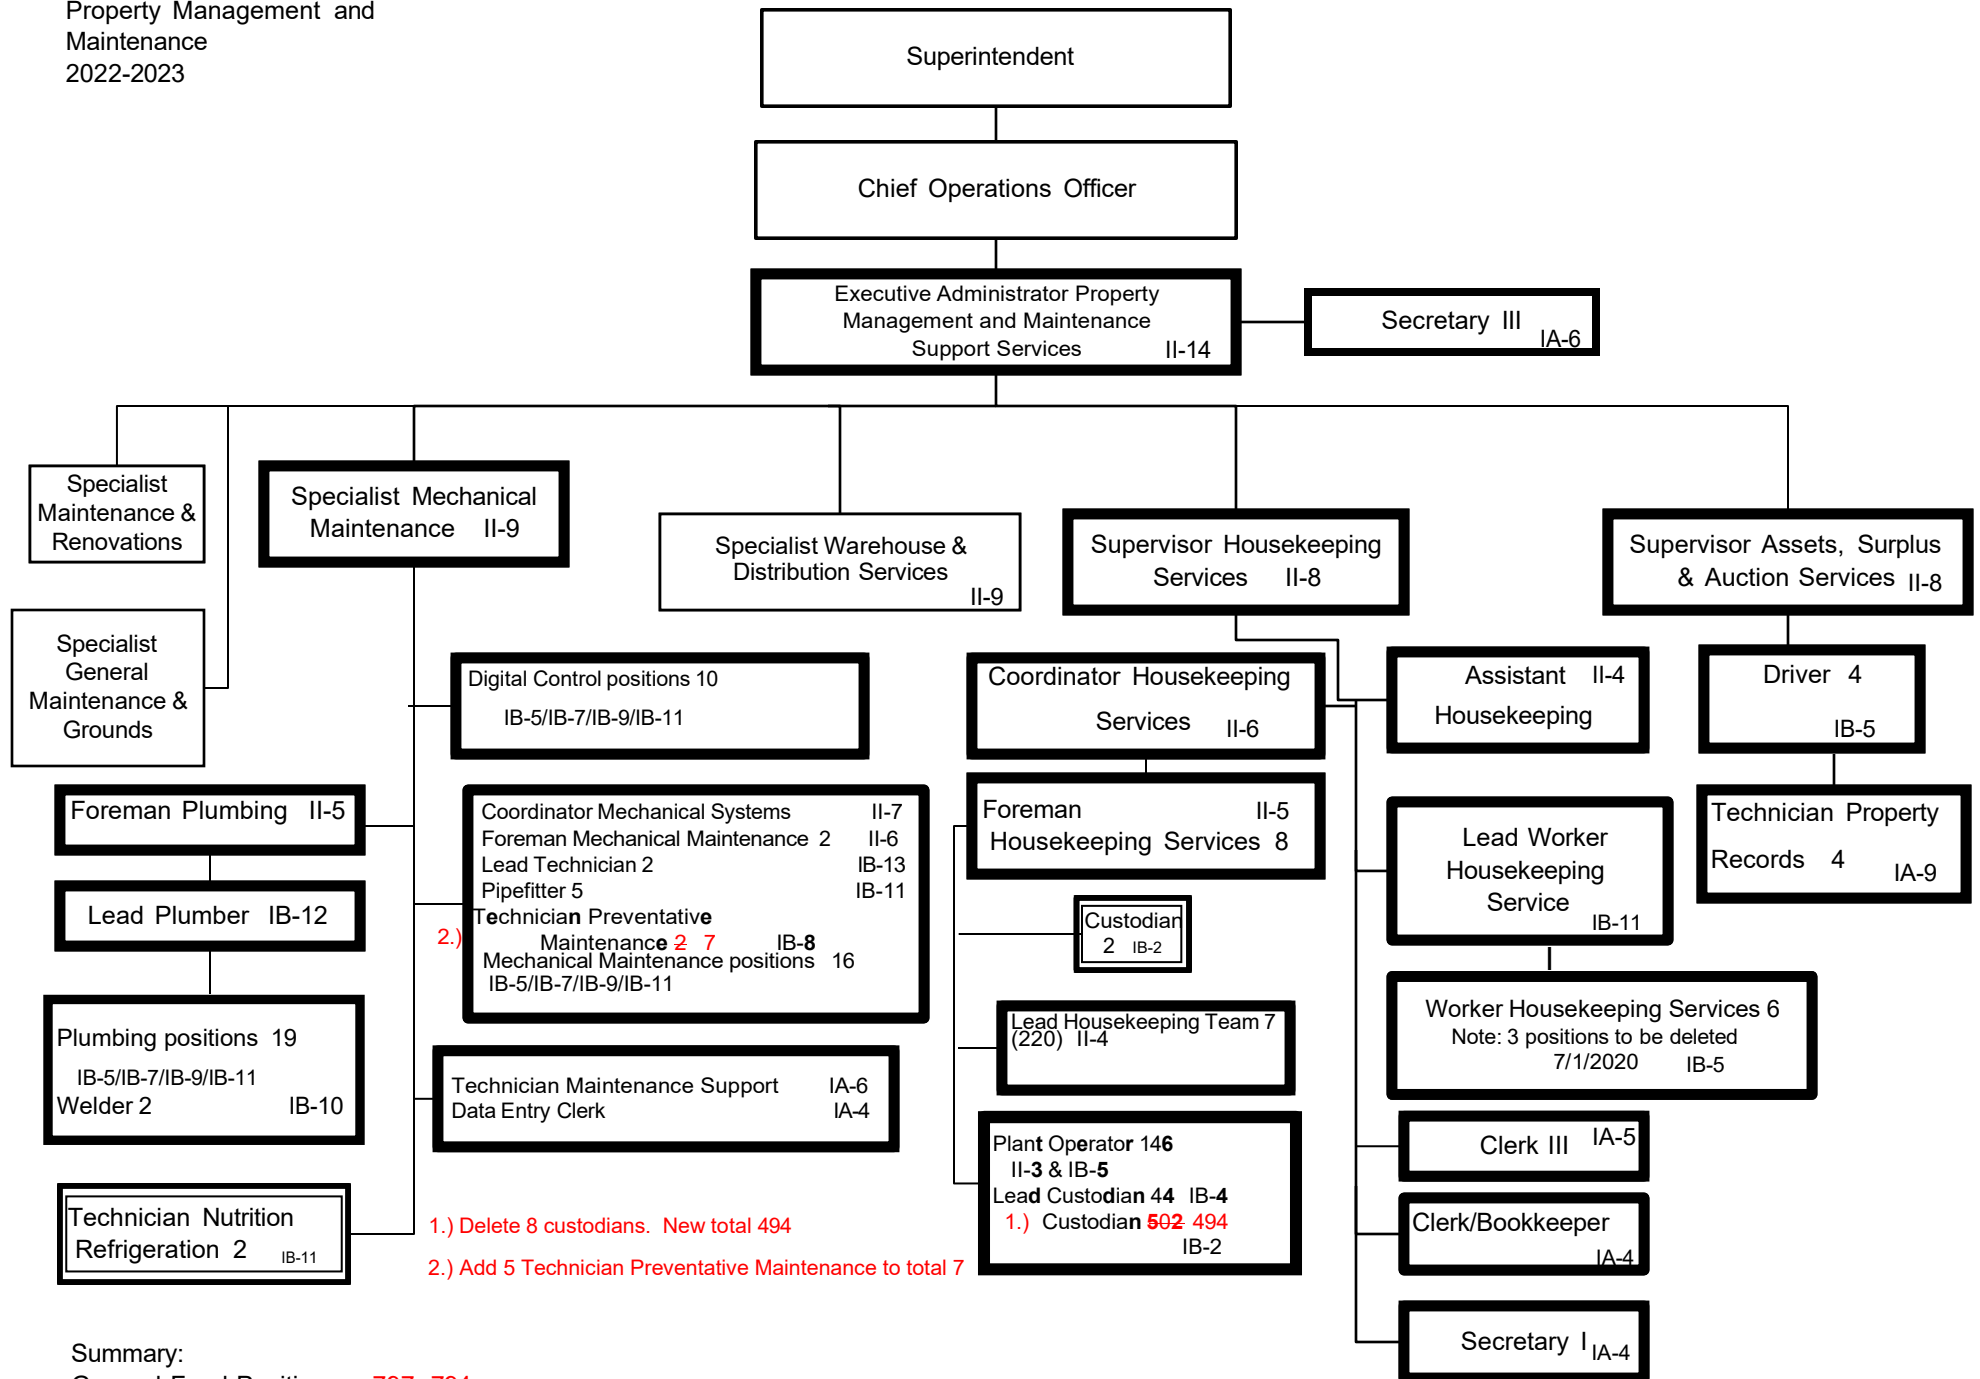 Property Management and
Maintenance
2022-2023
Superintendent
Chief Operations Officer
Executive Administrator Property
Management and Maintenance
Support Services II-14
Secretary III
IA-6
Specialist
Maintenance &
Renovations
Specialist Mechanical
Maintenance II-9
Specialist Warehouse &
Distribution Services
II-9
Supervisor Housekeeping
Services II-8
Supervisor Assets, Surplus
& Auction Services II-8
Specialist
General
Maintenance &
Grounds
Digital Control positions 10
IB-5/IB-7/IB-9/IB-11
Coordinator Housekeeping
Services II-6
Assistant II-4
Housekeeping
Driver 4
IB-5
Foreman Plumbing II-5
Coordinator Mechanical Systems II-7
Foreman Mechanical Maintenance 2 II-6
Lead Technician 2 IB-13
Pipefitter 5 IB-11
Technician Preventative
2.) Maintenance 2 7 IB-8
Mechanical Maintenance positions 16
IB-5/IB-7/IB-9/IB-11
Foreman II-5
Housekeeping Services 8
Lead Worker
Housekeeping
Service
IB-11
Technician Property
Records 4
IA-9
Lead Plumber IB-12
Custodian
2 IB-2
Plumbing positions 19
IB-5/IB-7/IB-9/IB-11
Welder 2 IB-10
Lead Housekeeping Team 7
(220) II-4
Worker Housekeeping Services 6
Note: 3 positions to be deleted
7/1/2020 IB-5
Technician Maintenance Support IA-6
Data Entry Clerk IA-4
Plant Operator 146
II-3 & IB-5
Lead Custodian 44 IB-4
1.) Custodian 502 494
IB-2
Clerk III IA-5
Technician Nutrition
Refrigeration 2 IB-11
Clerk/Bookkeeper
IA-4
1.) Delete 8 custodians. New total 494
2.) Add 5 Technician Preventative Maintenance to total 7
Secretary I IA-4
Summary: